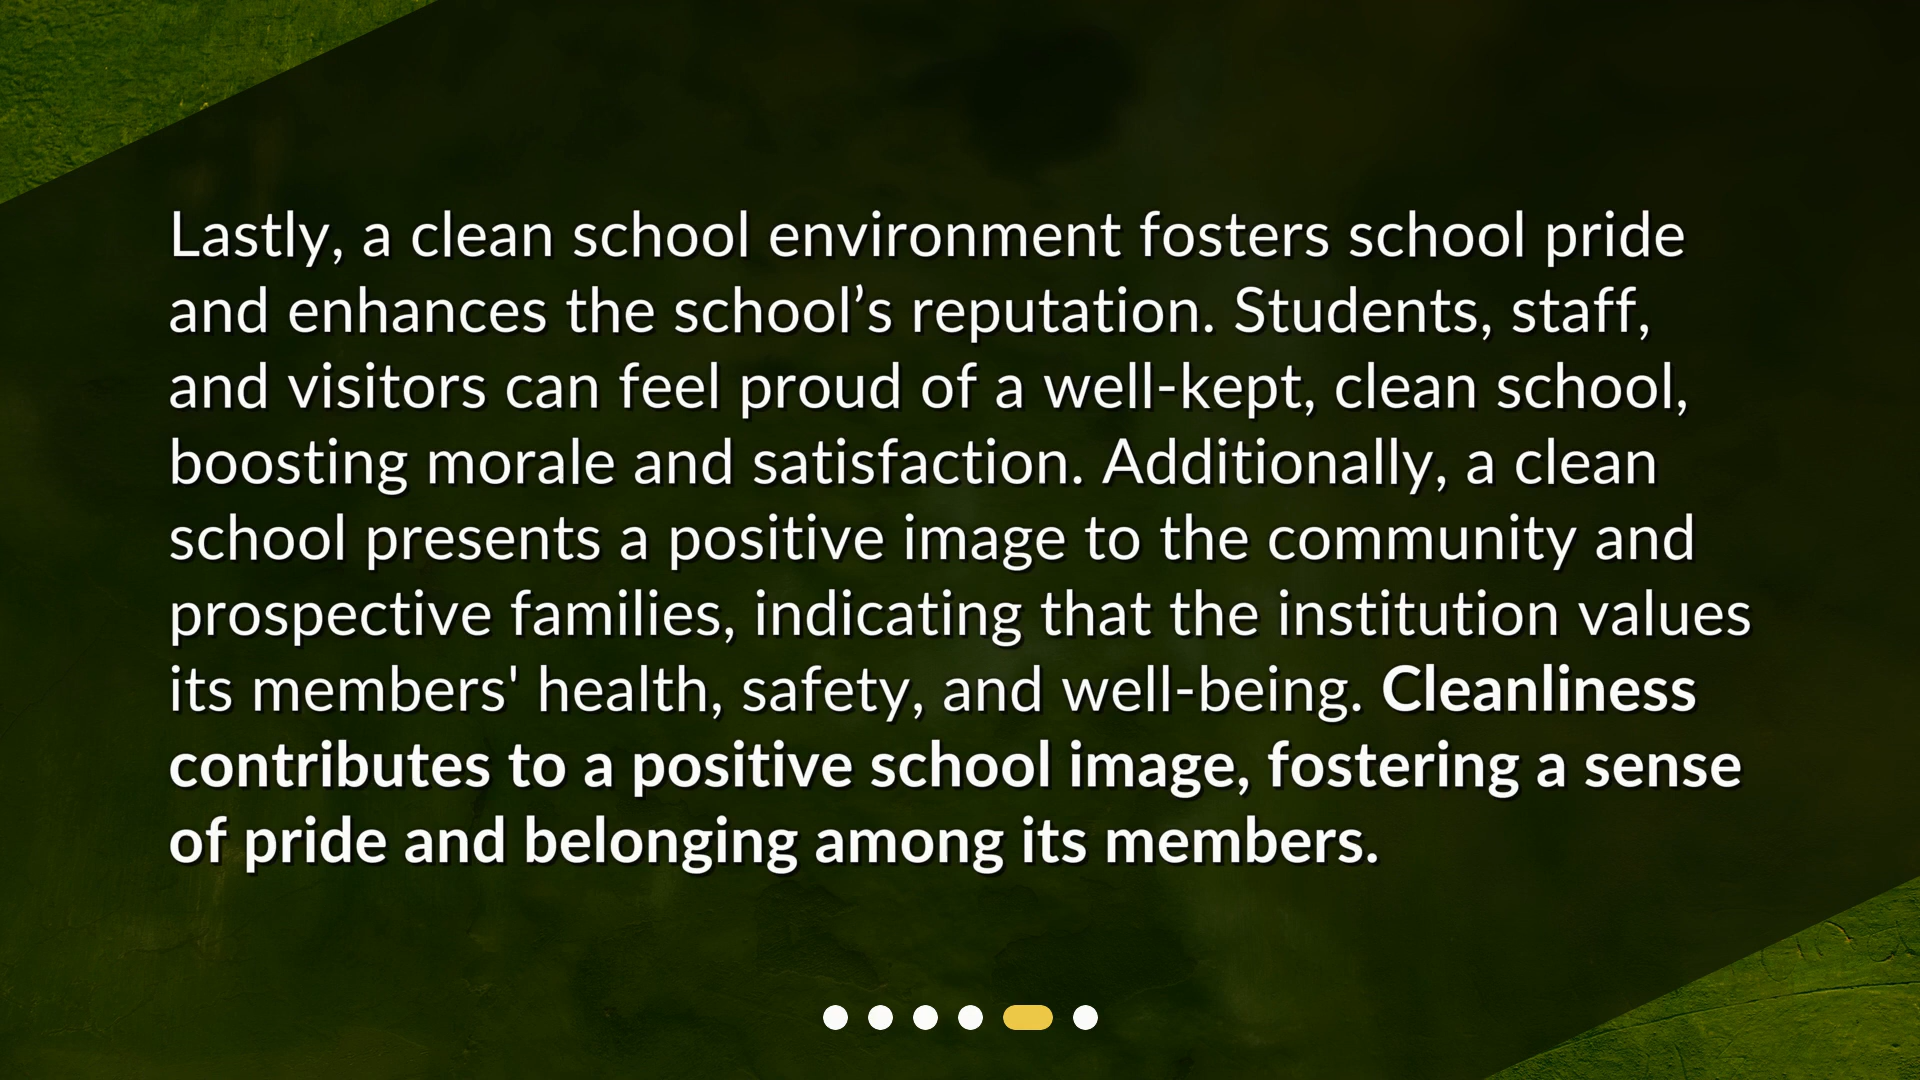 Lastly, a clean school environment fosters school pride
and enhances the school’s reputation. Students, staff,
and visitors can feel proud of a well-kept, clean school,
boosting morale and satisfaction. Additionally, a clean
school presents a positive image to the community and
prospective families, indicating that the institution values
its members' health, safety, and well-being. Cleanliness
contributes to a positive school image, fostering a sense
of pride and belonging among its members.